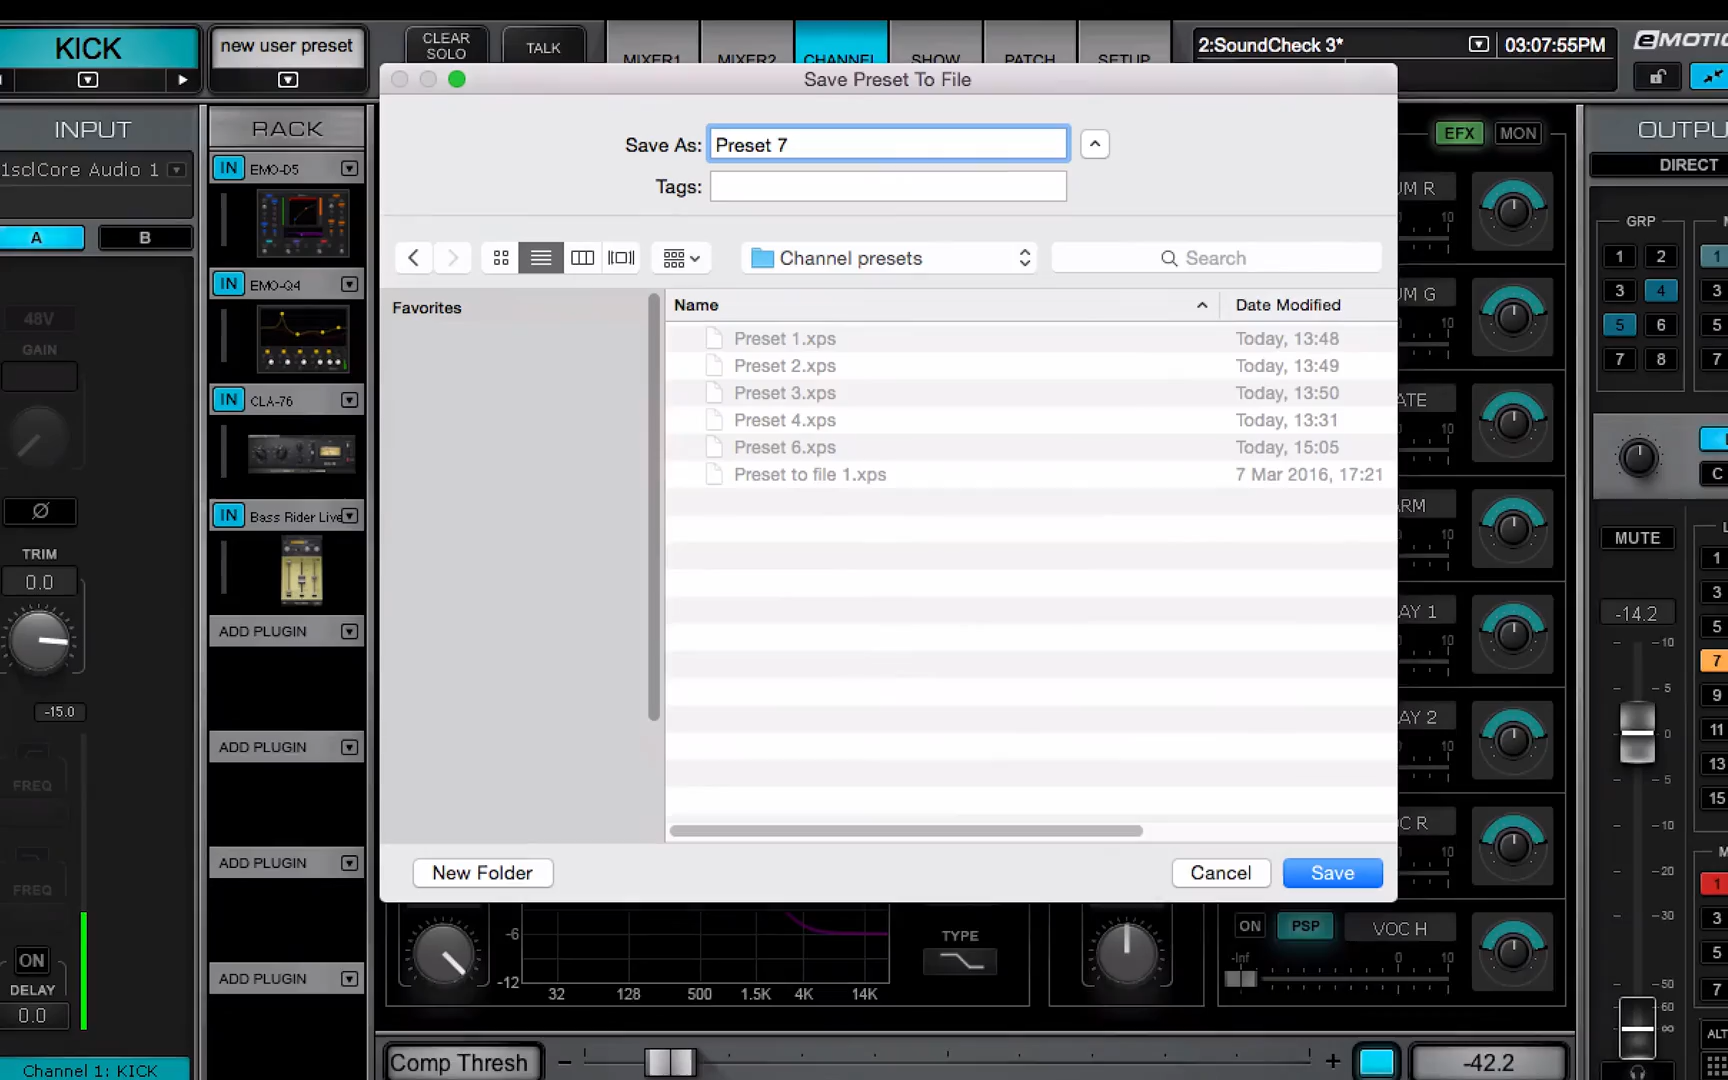 KICK
new user preset
CLEAR
SOLO
TALK
MIXER1
MIXER2
CHANNEL
SHOW
PATCH
SETUP
2:SoundCheck 3*
03:07:55PM
Save Preset To File
INPUT
RACK
Save As: Preset 7
Tags:
EFX
MON
DIRECT
EMO-D5
A
B
GRP
Channel presets
Search
1 2
3 4
5 6
7 8
EMO-Q4
Favorites
Name
Date Modified
48V
GAIN
Preset 1.xps
Today, 13:48
Preset 2.xps
Today, 13:49
Preset 3.xps
Today, 13:50
Preset 4.xps
Today, 13:31
Preset 6.xps
Today, 15:05
Preset to file 1.xps
7 Mar 2016, 17:21
IN
CLA-76
IN
Bass Rider Live
TRIM
0.0
-15.0
MUTE
-14.2
ADD PLUGIN
ADD PLUGIN
ADD PLUGIN
ADD PLUGIN
FREQ
FREQ
ON
DELAY
0.0
New Folder
Cancel
Save
-6
-12
32
128
500
1.5K
4K
14K
TYPE
ON
PSP
VOC H
-Inf
0
10
Channel 1: KICK
Comp Thresh
-
+
-42.2